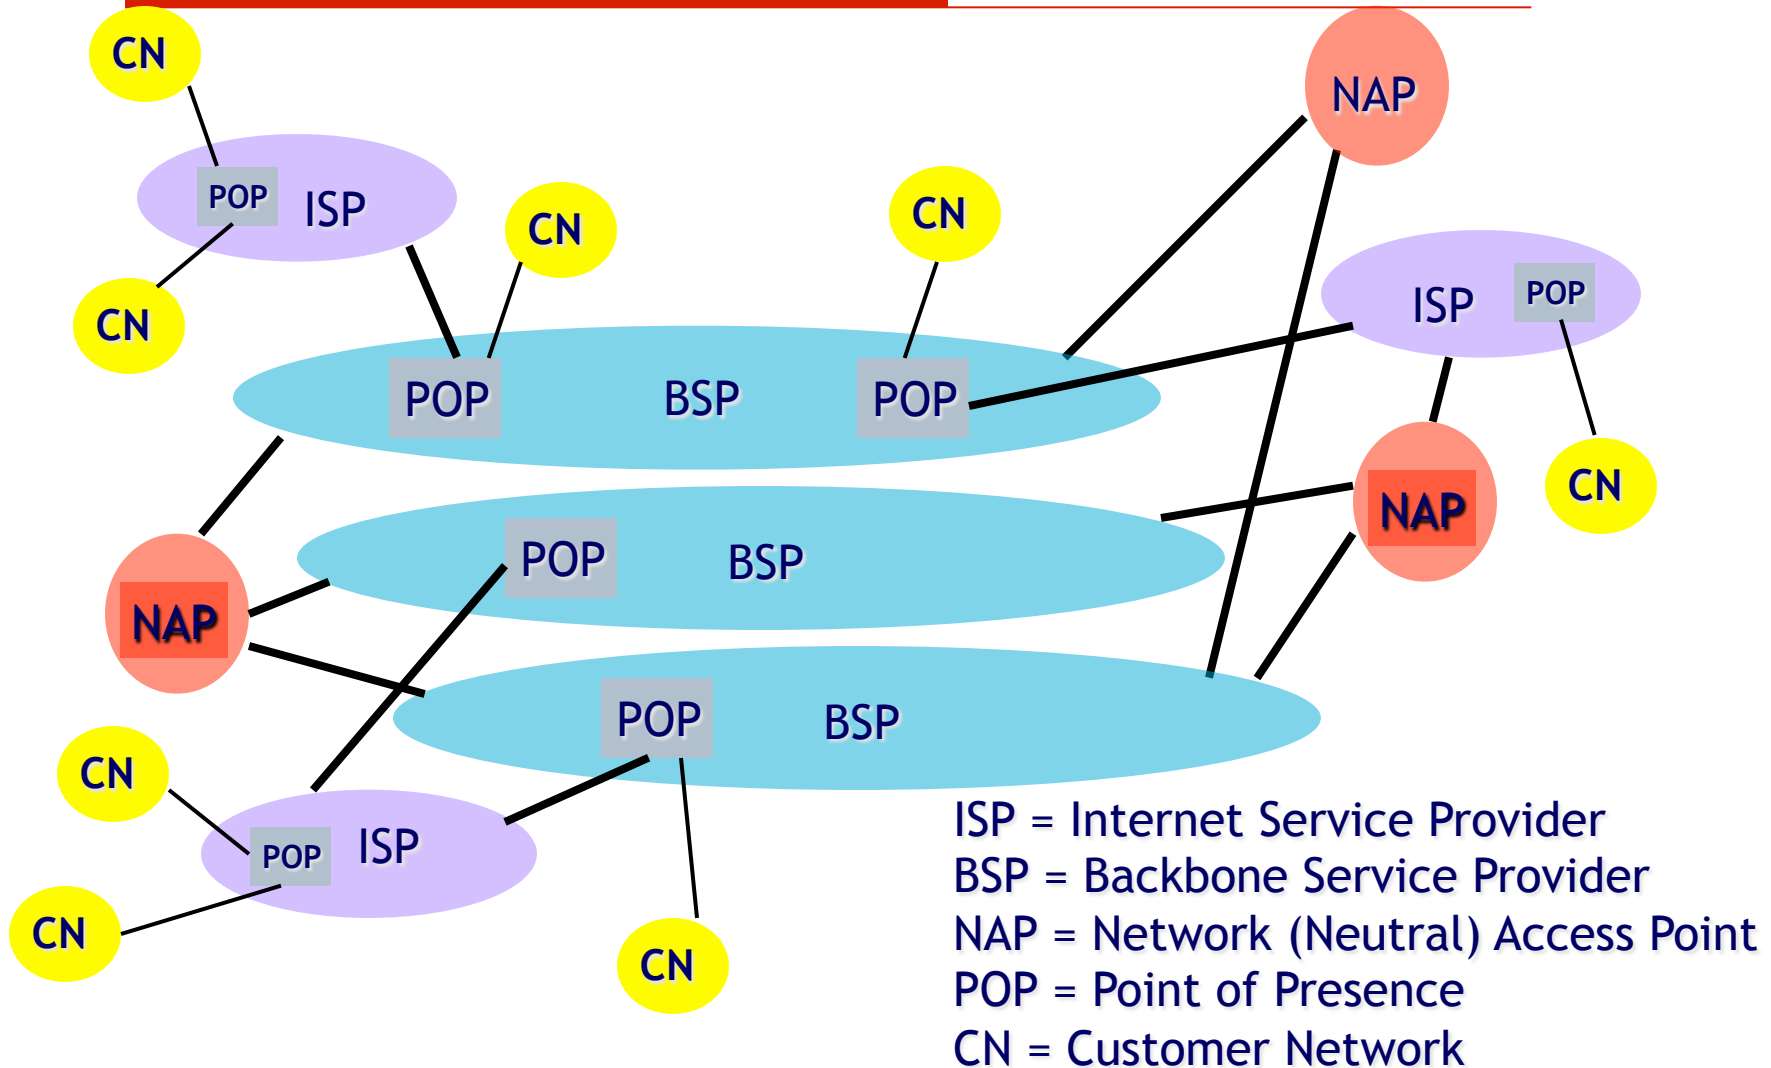 CN
NAP
POP ISP
CN
CN
ISP POP
CN
POP BSP POP
CN
NAP
POP BSP
NAP
POP BSP
CN
POP ISP
CN
CN
ISP = Internet Service Provider
BSP = Backbone Service Provider
NAP = Network (Neutral) Access Point
POP = Point of Presence
CN = Customer Network